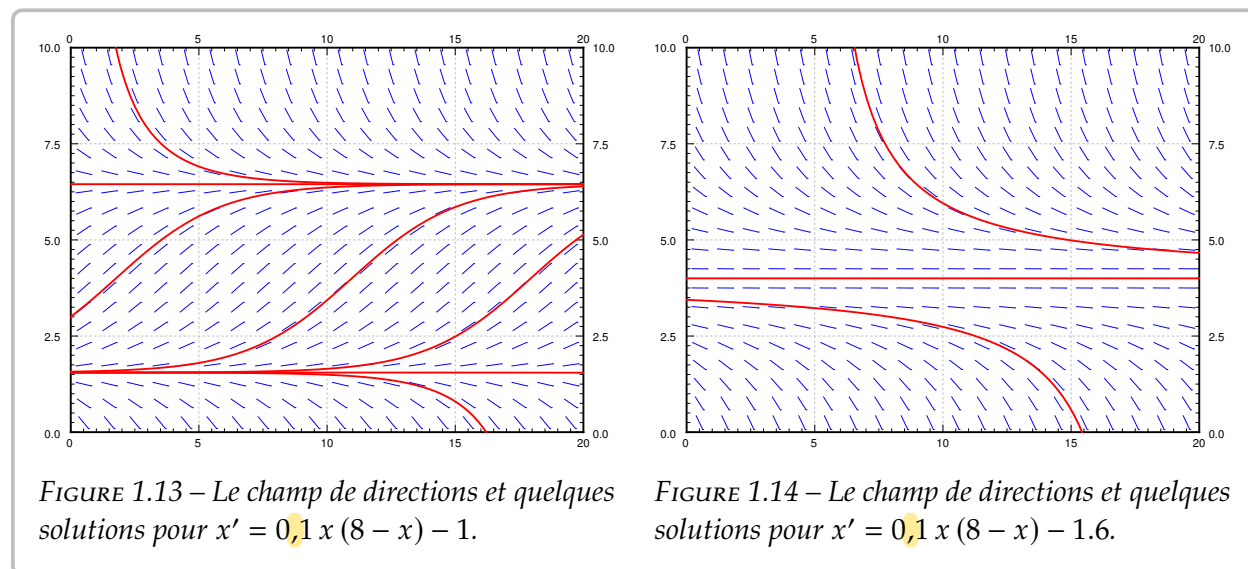 0 5 10 15 20
10.0 10.0
7.5 7.5
5.0 5.0
2.5 2.5
0.0 0.0
0 5 10 15 20
FIGURE 1.13 – Le champ de directions et quelques
solutions pour x′ = 0,1 x (8 − x) − 1.
0 5 10 15 20
10.0 10.0
7.5 7.5
5.0 5.0
2.5 2.5
0.0 0.0
0 5 10 15 20
FIGURE 1.14 – Le champ de directions et quelques
solutions pour x′ = 0,1 x (8 − x) − 1.6.